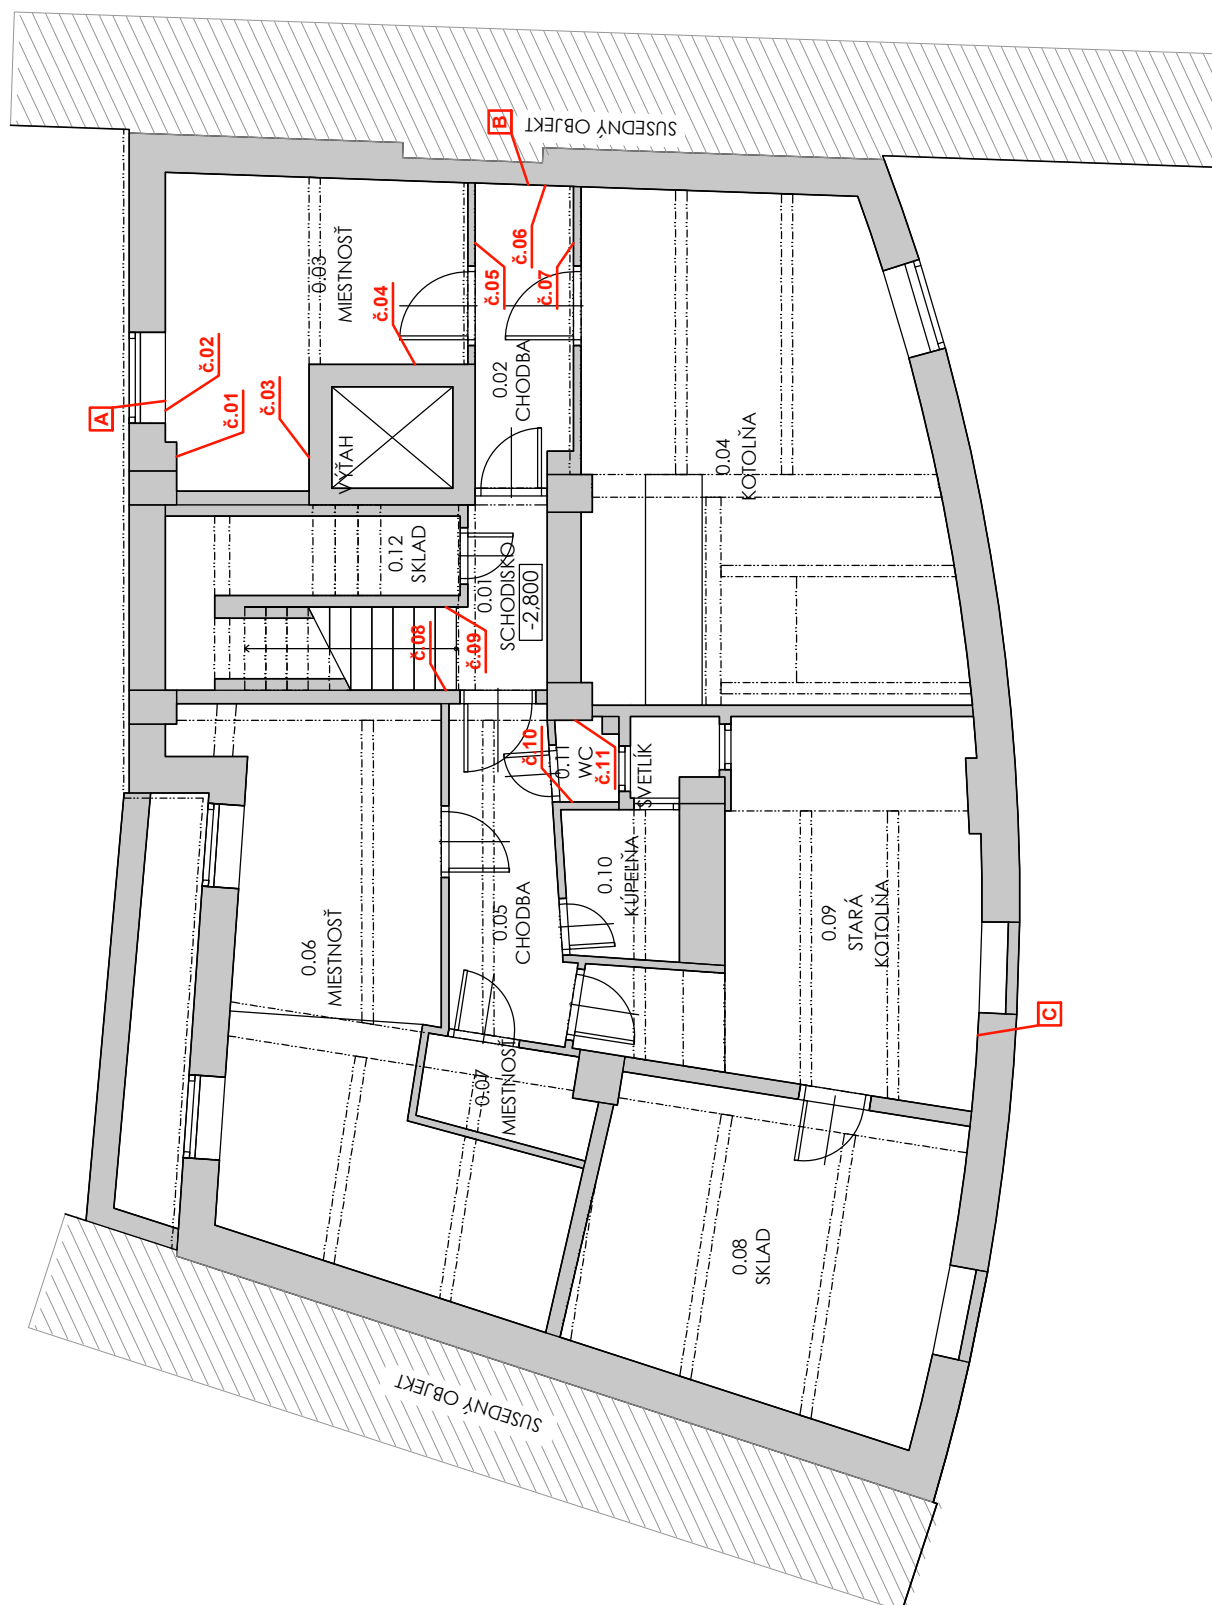 SUSEDNÝ OBJEKT
B
A
č.01
č.02
č.03
č.04
č.05
č.06
č.07
0.03
MIESTNOSŤ
0.02
CHODBA
VÝŤAH
0.04
KOTOLŇA
0.12
SKLAD
0.01
SCHODISKO
-2,800
č.08
č.09
č.10
č.11
0.11
WC
SVETLÍK
0.10
KÚPEĽŇA
0.05
CHODBA
0.06
MIESTNOSŤ
0.09
STARÁ
KOTOLŇA
C
0.07
MIESTNOSŤ
0.08
SKLAD
SUSEDNÝ OBJEKT